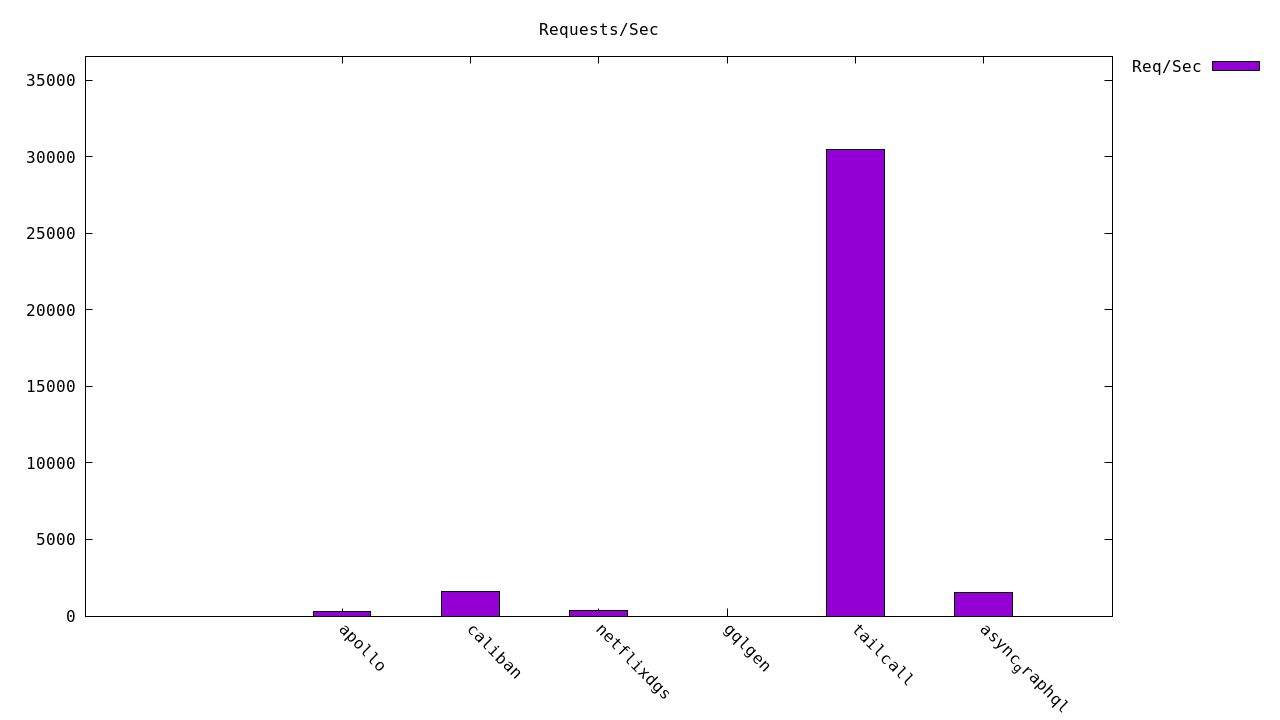 Requests/Sec
Req/Sec
35000
30000
25000
20000
15000
10000
5000
0
apollo
caliban
netflixdgs
gqlgen
tailcall
async_graphql